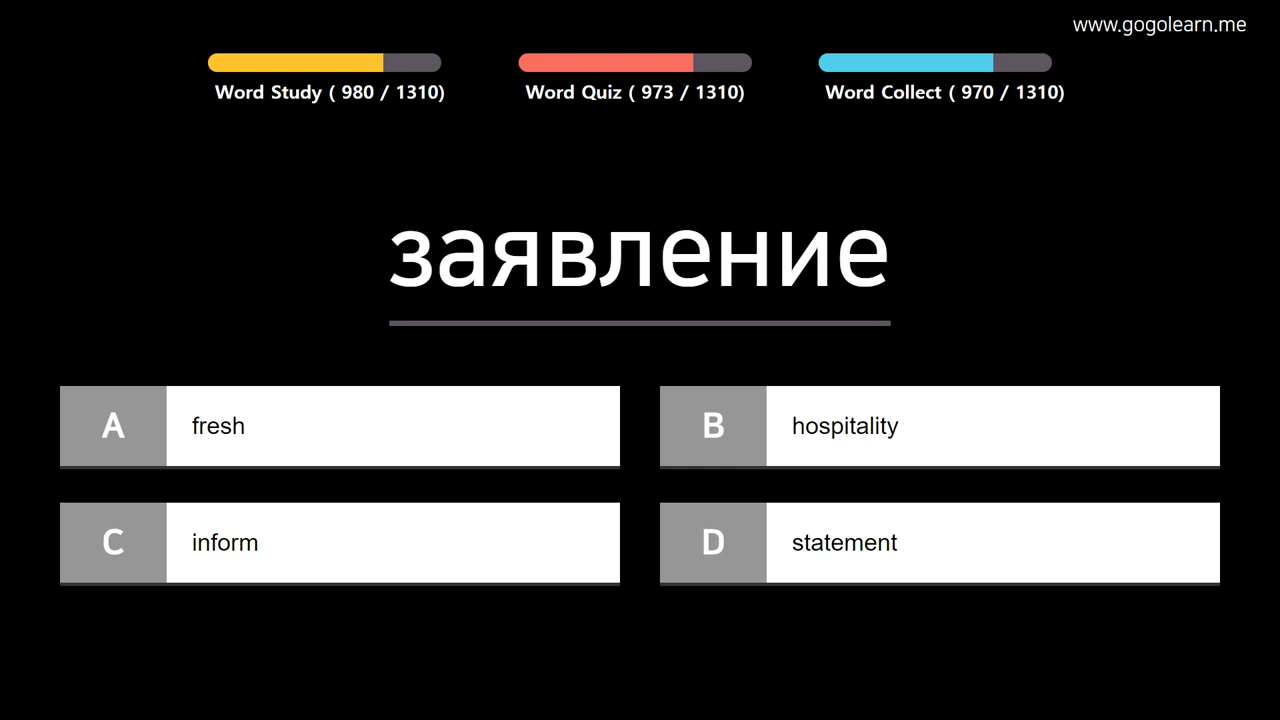 www.gogolearn.me
Word Study ( 980 / 1310)
Word Quiz ( 973 / 1310)
Word Collect ( 970 / 1310)
заявление
A
fresh
B
hospitality
C
inform
D
statement